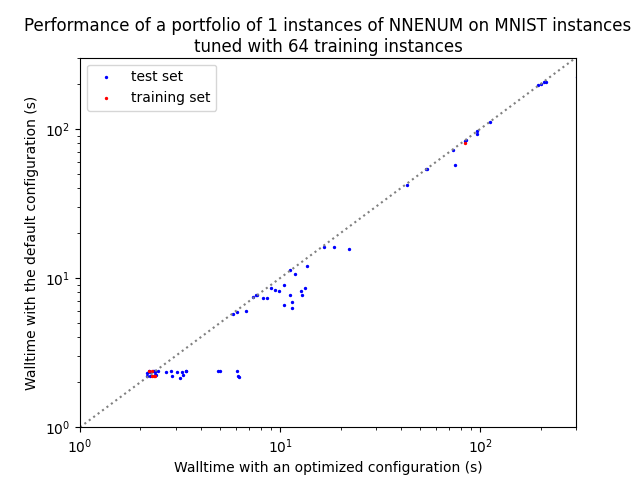 Performance of a portfolio of 1 instances of NNENUM on MNIST instances
tuned with 64 training instances
test set
training set
Walltime with the default configuration (s)
10²
10¹
10⁰
10⁰ 10¹ 10²
Walltime with an optimized configuration (s)